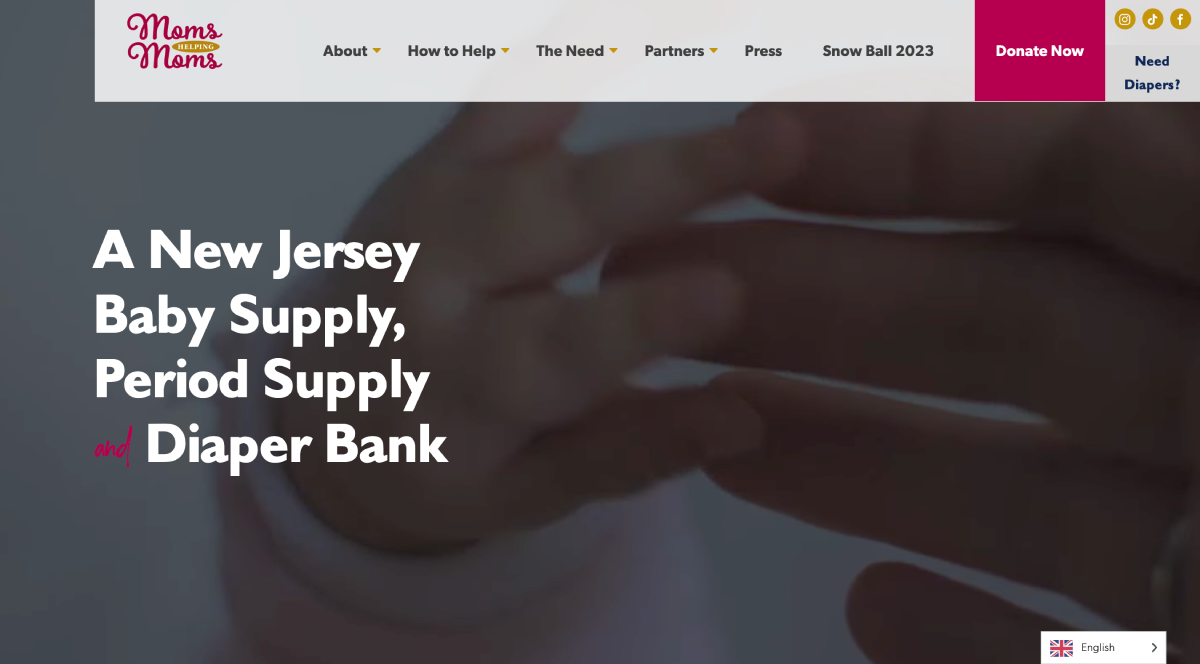 Moms
HELPING
Moms
About
How to Help
The Need
Partners
Press
Snow Ball 2023
Donate Now
Need
Diapers?
A New Jersey
Baby Supply,
Period Supply
and Diaper Bank
English